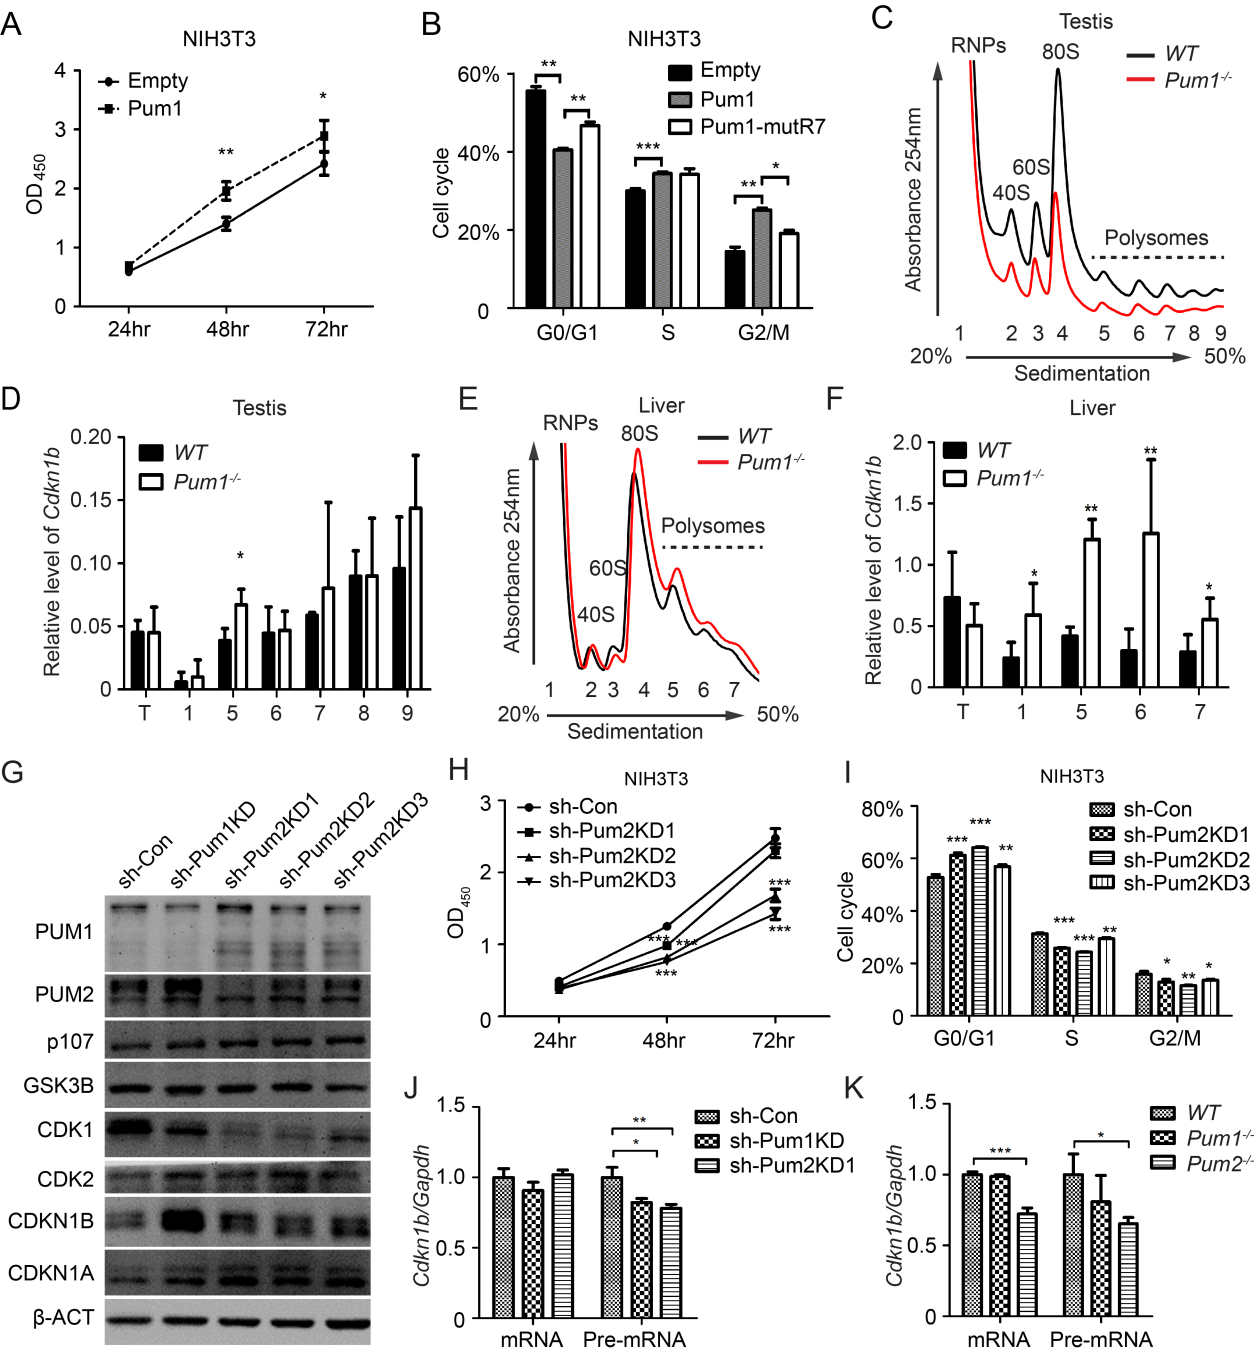 A
NIH3T3
Empty
Pum1
OD450
4
3
2
1
0
**
*
24hr
48hr
72hr
B
NIH3T3
Empty
Pum1
Pum1-mutR7
Cell cycle
60%
40%
20%
0
**
**
***
**
*
G0/G1
S
G2/M
C
Testis
RNPs
80S
WT
Pum1-/-
60S
40S
Polysomes
Absorbance 254nm
1 2 3 4 5 6 7 8 9
20%
50%
Sedimentation
D
Testis
WT
Pum1-/-
Relative level of Cdkn1b
0.20
0.15
0.10
0.05
0
*
T 1 5 6 7 8 9
E
Liver
RNPs
80S
WT
Pum1-/-
Polysomes
60S
40S
Absorbance 254nm
1 2 3 4 5 6 7
20%
50%
Sedimentation
F
Liver
WT
Pum1-/-
Relative level of Cdkn1b
2.0
1.5
1.0
0.5
0
*
**
**
*
T 1 5 6 7
G
sh-Con
sh-Pum1KD
sh-Pum2KD1
sh-Pum2KD2
sh-Pum2KD3
PUM1
PUM2
p107
GSK3B
CDK1
CDK2
CDKN1B
CDKN1A
β-ACT
H
NIH3T3
sh-Con
sh-Pum2KD1
sh-Pum2KD2
sh-Pum2KD3
OD450
3
2
1
0
***
***
***
***
***
24hr
48hr
72hr
I
NIH3T3
sh-Con
sh-Pum2KD1
sh-Pum2KD2
sh-Pum2KD3
Cell cycle
80%
60%
40%
20%
0
***
***
**
***
***
**
*
**
*
G0/G1
S
G2/M
J
sh-Con
sh-Pum1KD
sh-Pum2KD1
Cdkn1b/Gapdh
1.5
1.0
0.5
0
**
*
mRNA
Pre-mRNA
K
WT
Pum1-/-
Pum2-/-
Cdkn1b/Gapdh
1.5
1.0
0.5
0
***
*
mRNA
Pre-mRNA